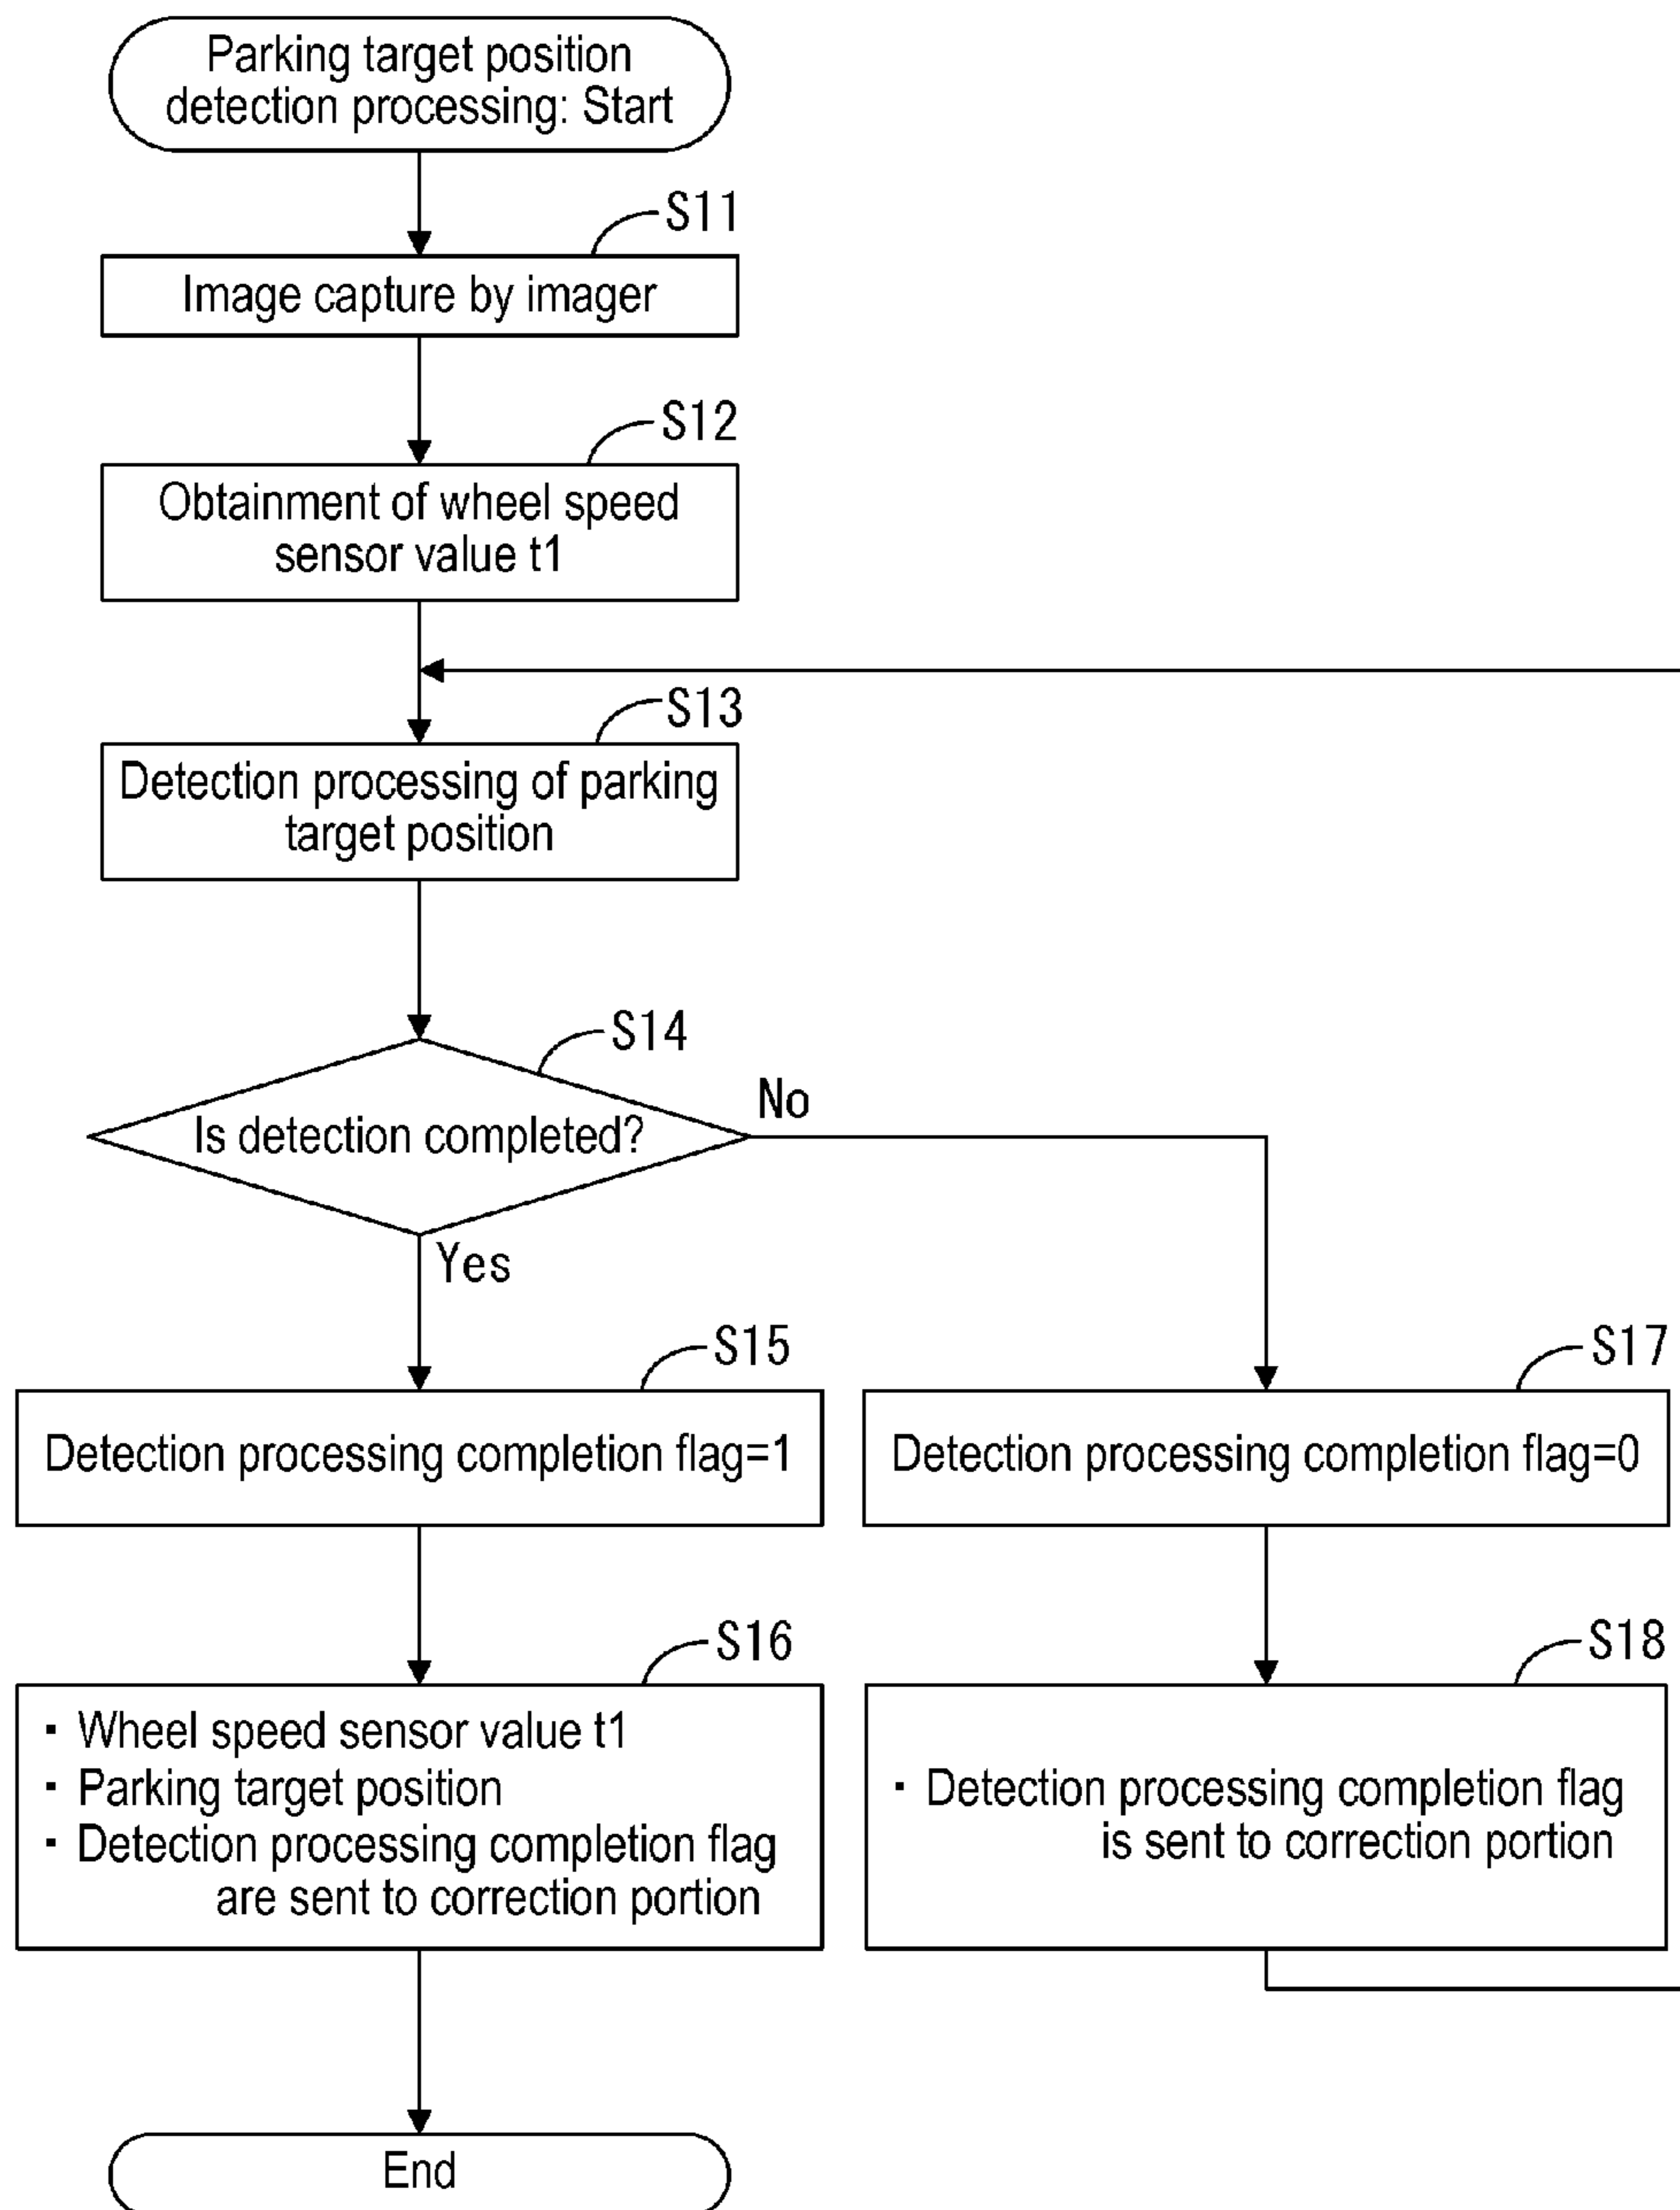 Parking target position
detection processing: Start
S11
Image capture by imager
S12
Obtainment of wheel speed
sensor value t1
S13
Detection processing of parking
target position
S14
Is detection completed?
No
Yes
S15
Detection processing completion flag=1
S17
Detection processing completion flag=0
S16
・ Wheel speed sensor value t1
・ Parking target position
・ Detection processing completion flag
are sent to correction portion
S18
・ Detection processing completion flag
is sent to correction portion
End